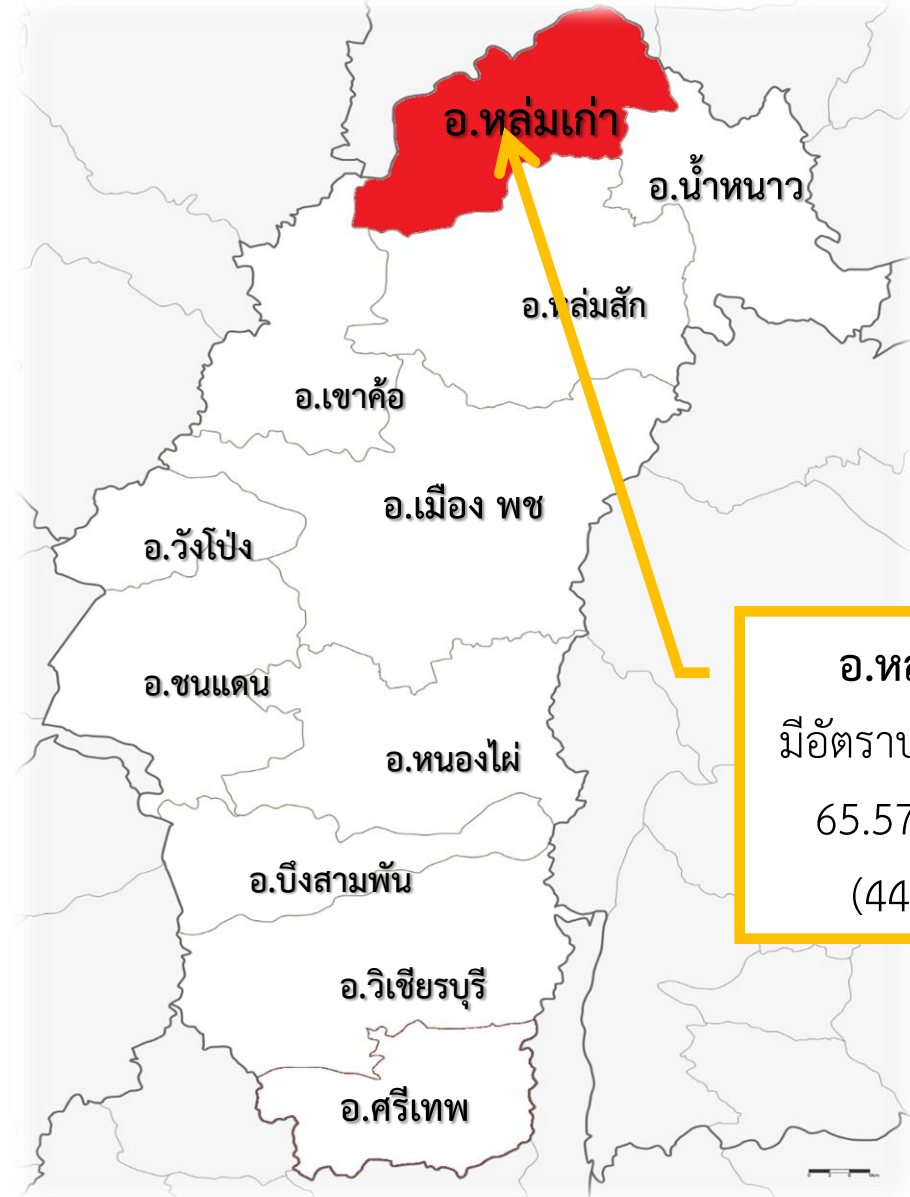 อ.หล่มเก่า
อ.น้ำหนาว
อ.หล่มสัก
อ.เขาค้อ
อ.เมือง พช
อ.วังโป่ง
อ.ชนแดน
อ.หนองไผ่
อ.บึงสามพัน
อ.วิเชียรบุรี
อ.ศรีเทพ
65.57
(44